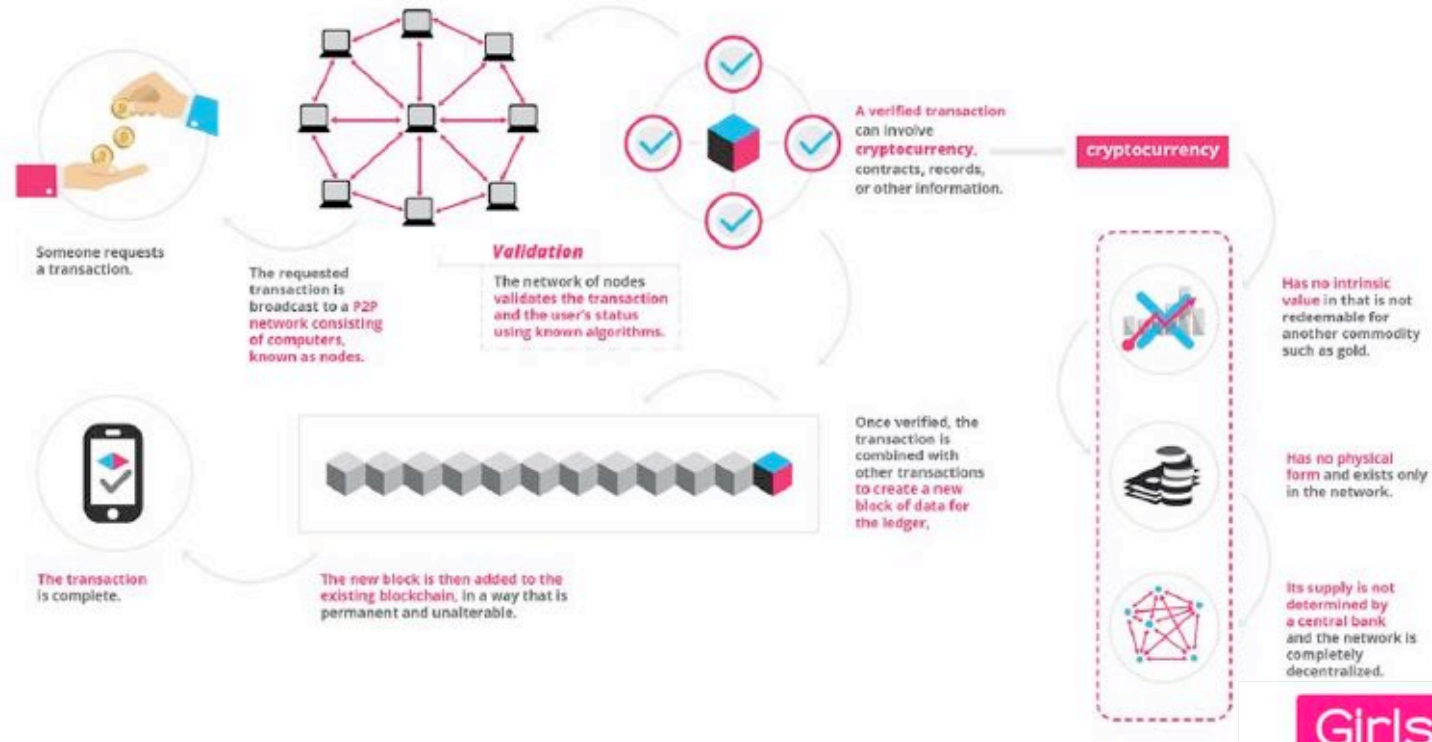 Someone requests
a transaction.
The requested
transaction is
broadcast to a P2P
network consisting
of computers,
known as nodes.
Validation
The network of nodes
validates the transaction
and the user's status
using known algorithms.
A verified transaction
can involve
cryptocurrency,
contracts, records,
or other information.
cryptocurrency
Has no intrinsic
value in that is not
redeemable for
another commodity
such as gold.
Has no physical
form and exists only
in the network.
Its supply is not
determined by
a central bank
and the network is
completely
decentralized.
Once verified, the
transaction is
combined with
other transactions
to create a new
block of data for
the ledger,
The new block is then added to the
existing blockchain, in a way that is
permanent and unalterable.
The transaction
is complete.
Girls